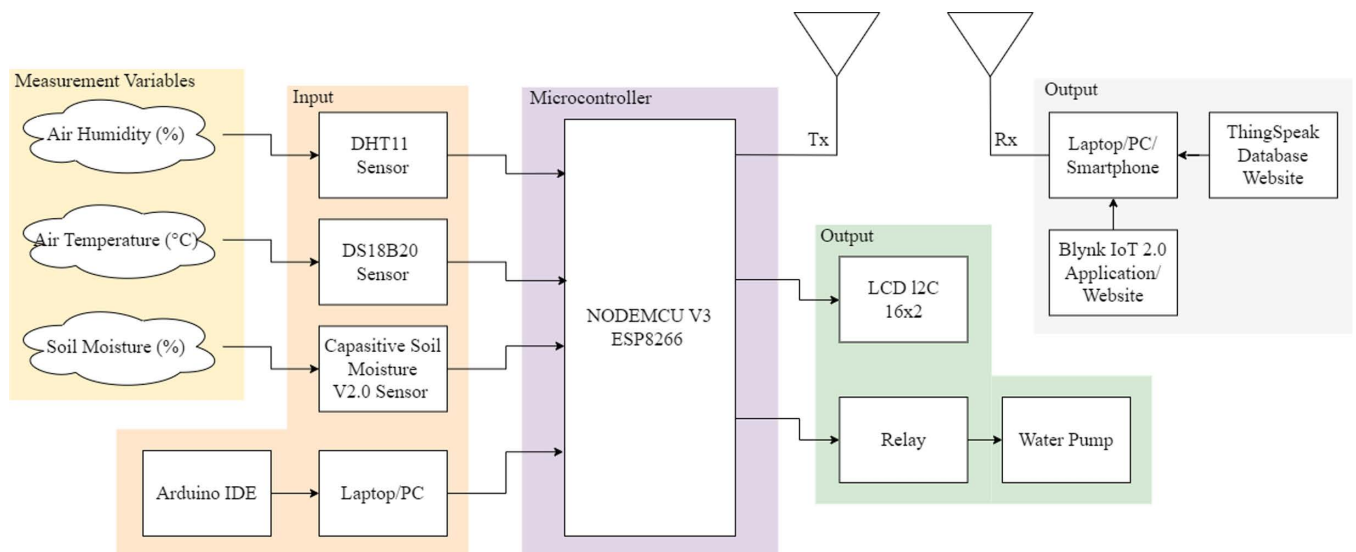 Measurement Variables
Air Humidity (%)
Air Temperature (°C)
Soil Moisture (%)
Input
DHT11
Sensor
DS18B20
Sensor
Capasitive Soil
Moisture
V2.0 Sensor
Arduino IDE
Laptop/PC
Microcontroller
NODEMCU V3
ESP8266
Tx
Rx
Output
LCD l2C
16x2
Relay
Water Pump
Output
Laptop/PC/
Smartphone
ThingSpeak
Database
Website
Blynk IoT 2.0
Application/
Website